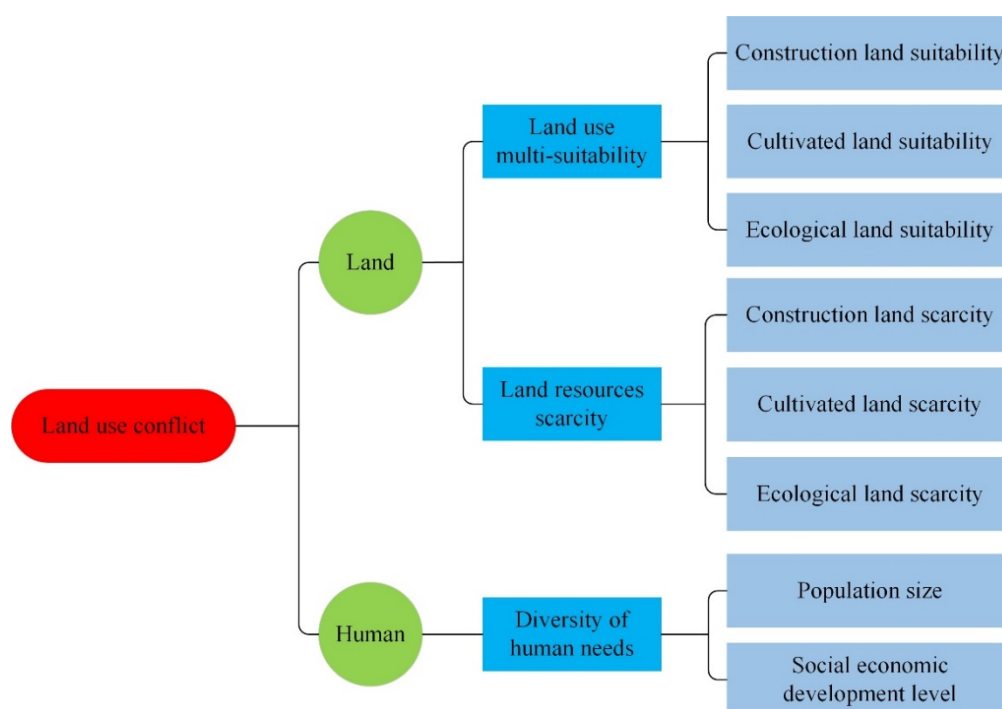 Construction land suitability
Land use
multi-suitability
Cultivated land suitability
Ecological land suitability
Land
Construction land scarcity
Land resources
scarcity
Cultivated land scarcity
Land use conflict
Ecological land scarcity
Population size
Human
Diversity of
human needs
Social economic
development level